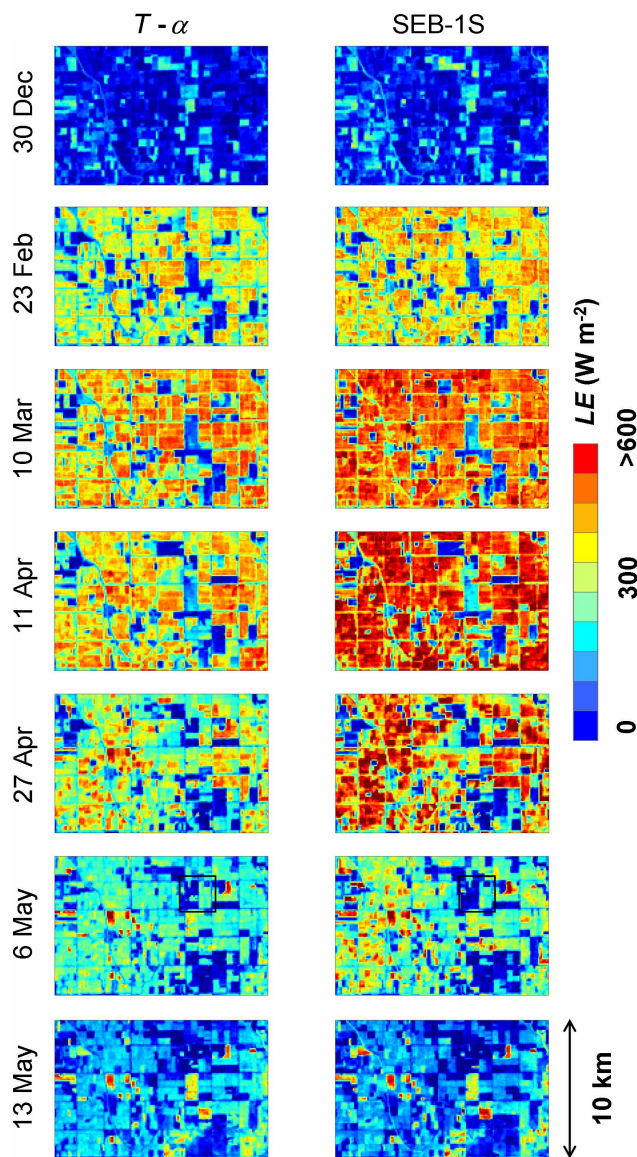 T - α
SEB-1S
30 Dec
23 Feb
10 Mar
11 Apr
27 Apr
6 May
13 May
LE (W m-2)
>600
300
0
10 km